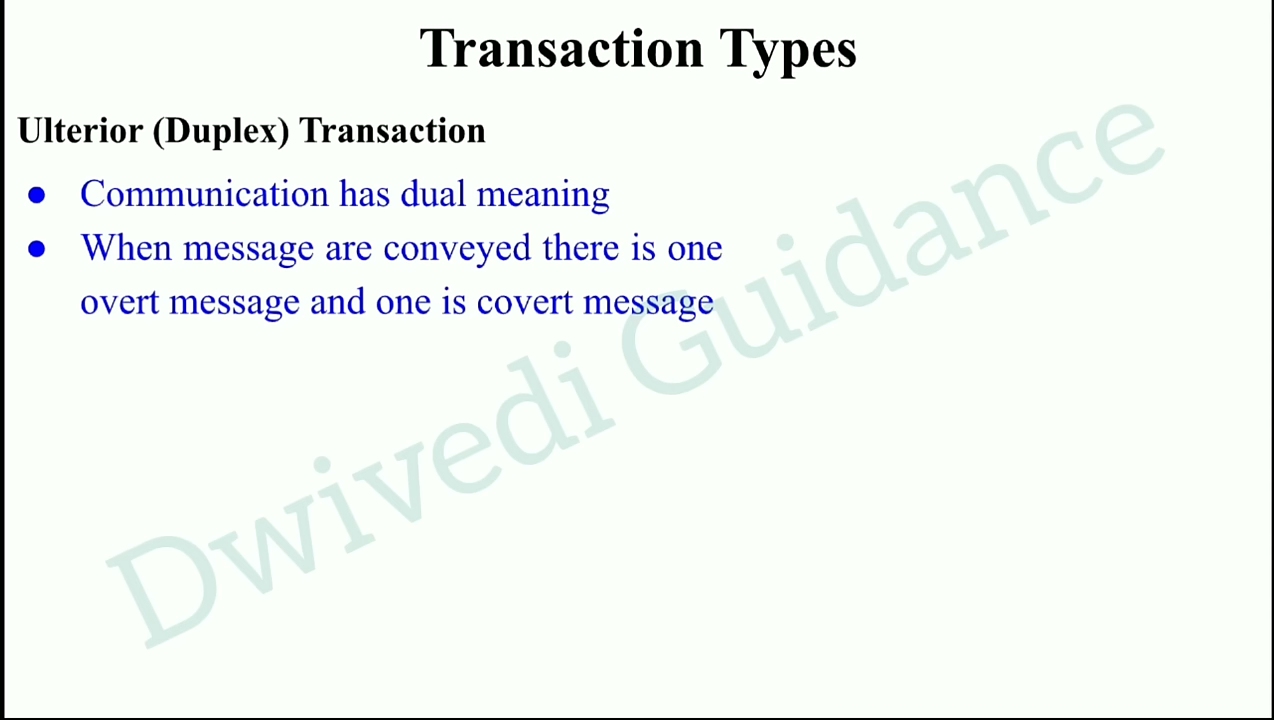 Transaction Types
Ulterior (Duplex) Transaction
● Communication has dual meaning
● When message are conveyed there is one
overt message and one is covert message
Dwivedi Guidance